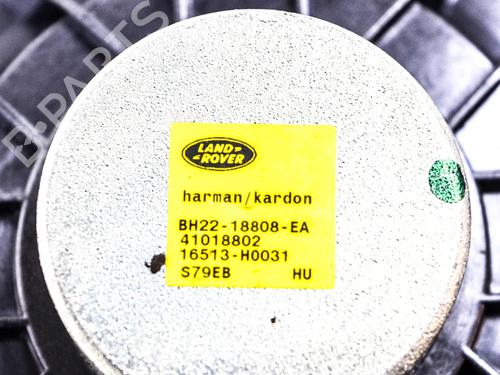 B-PARTS
LAND-
-ROVER
harman/kardon
BH22-18808-EA
41018802
16513-H0031
S79EB HU